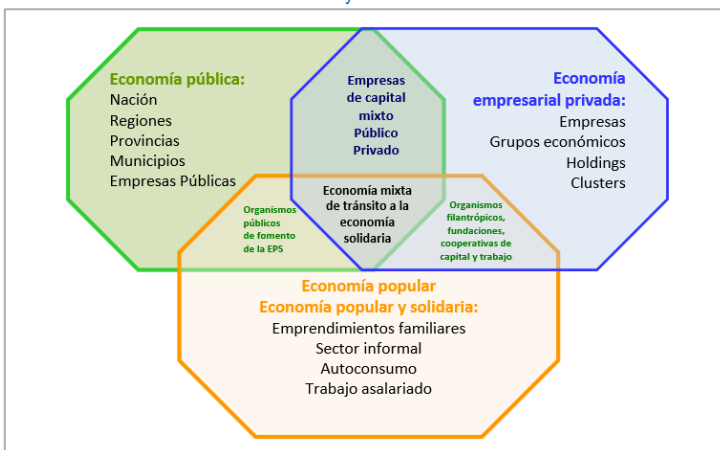 Economía pública:
Nación
Regiones
Provincias
Municipios
Empresas Públicas
Empresas
de capital
mixto
Público
Privado
Economía
empresarial privada:
Empresas
Grupos económicos
Holdings
Clusters
Organismos
públicos
de fomento
de la EPS
Economía mixta
de tránsito a la
economía
solidaria
Organismos
filantrópicos,
fundaciones,
cooperativas de
capital y trabajo
Economía popular
Economía popular y solidaria:
Emprendimientos familiares
Sector informal
Autoconsumo
Trabajo asalariado